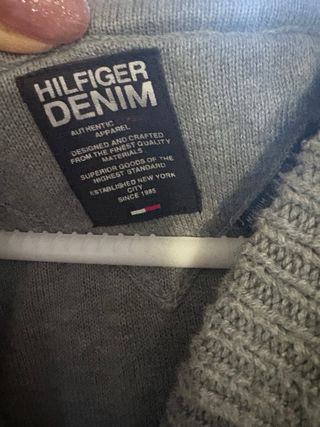 HILFIGER
DENIM
AUTHENTIC
APPAREL
DESIGNED AND CRAFTED
FROM THE FINEST QUALITY
MATERIALS
SUPERIOR GOODS OF THE
HIGHEST STANDARD
ESTABLISHED NEW YORK
CITY
SINCE 1985